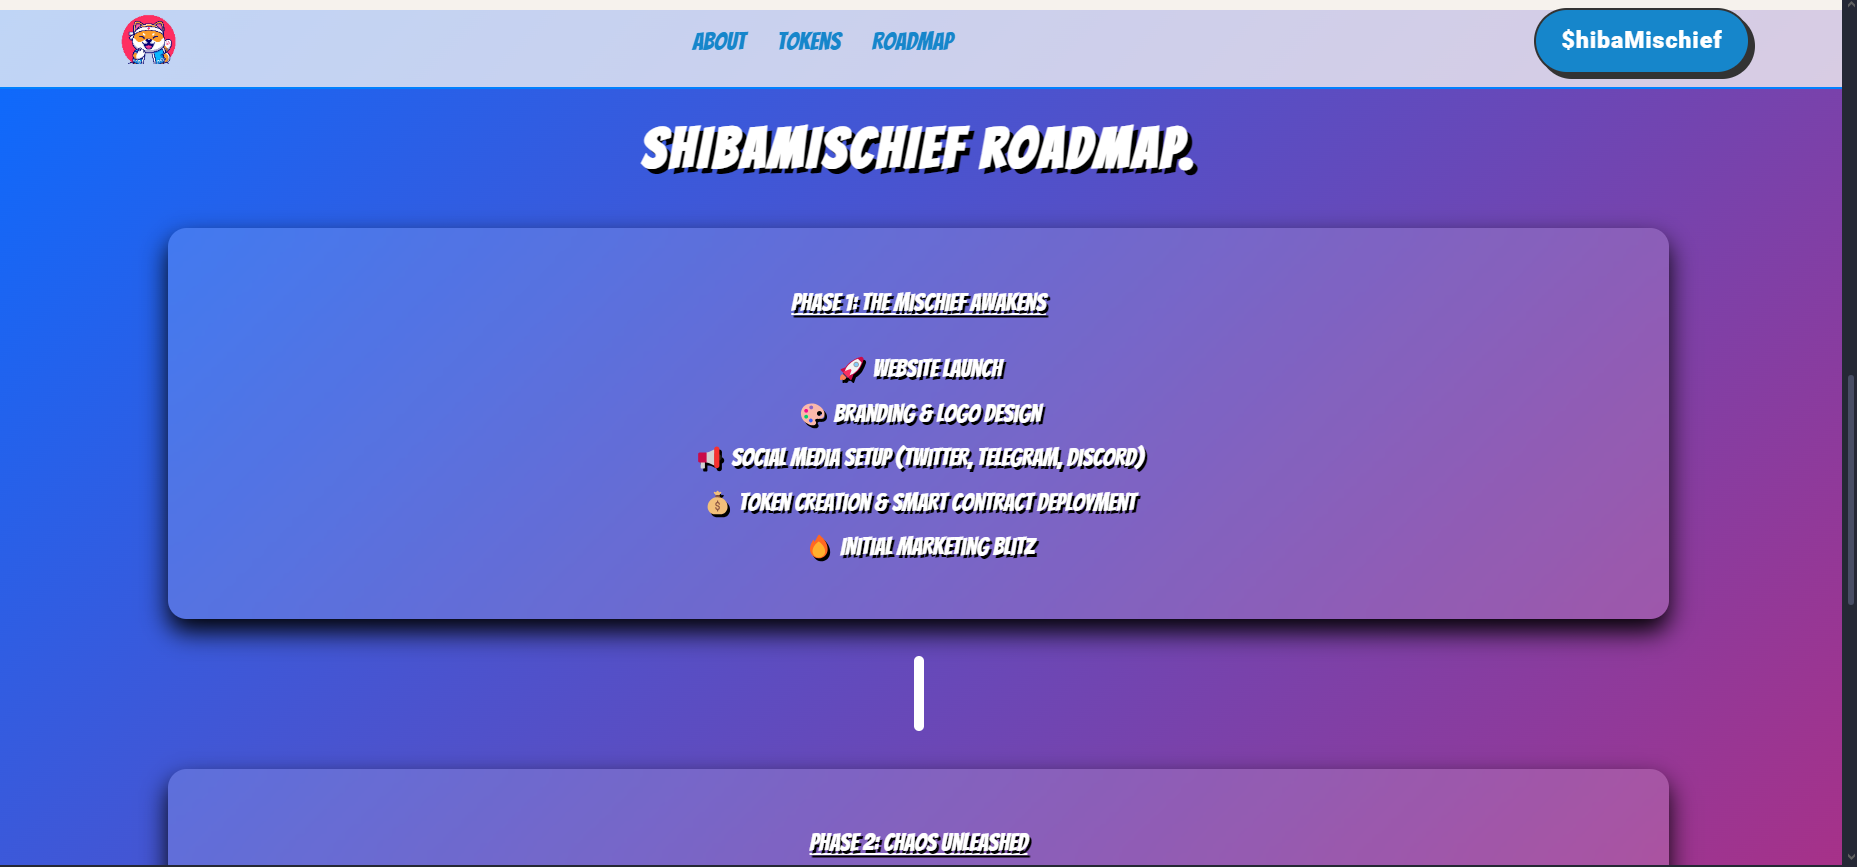 ABOUT TOKENS ROADMAP
$hibaMischief
SHIBAMISCHIEF ROADMAP.
PHASE 1: THE MISCHIEF AWAKENS
🚀 WEBSITE LAUNCH
🎨 BRANDING & LOGO DESIGN
📢 SOCIAL MEDIA SETUP (TWITTER, TELEGRAM, DISCORD)
💰 TOKEN CREATION & SMART CONTRACT DEPLOYMENT
🔥 INITIAL MARKETING BLITZ
PHASE 2: CHAOS UNLEASHED